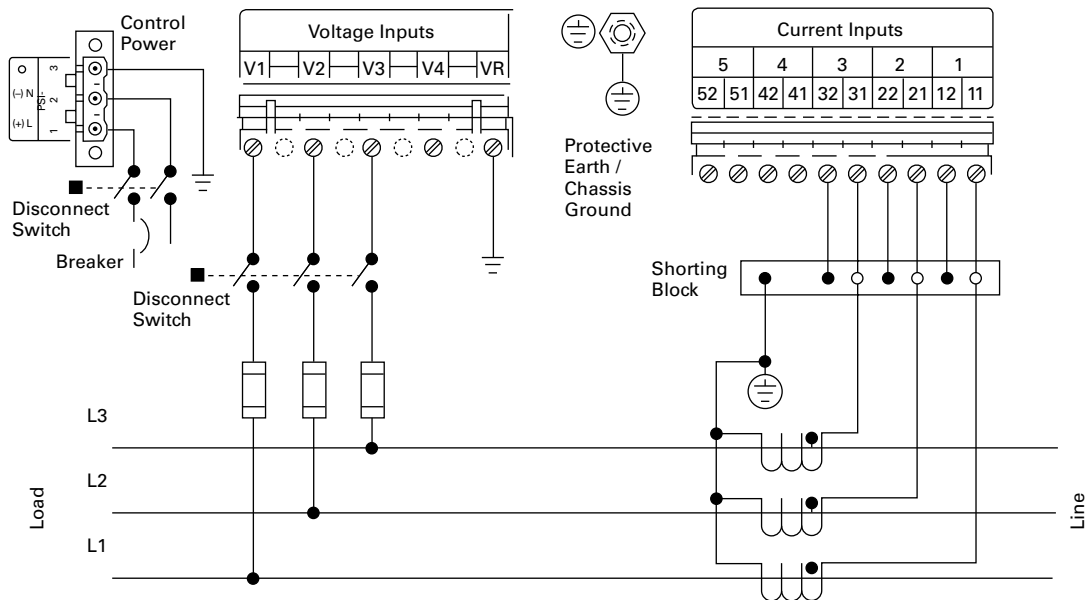 Control
Power
3
(–) N
PSI-
2
(+) L
1
Disconnect
Switch
Breaker
Voltage Inputs
V1 V2 V3 V4 VR
Disconnect
Switch
Protective
Earth /
Chassis
Ground
Current Inputs
5 4 3 2 1
52 51 42 41 32 31 22 21 12 11
Shorting
Block
L3
L2
L1
Load
Line